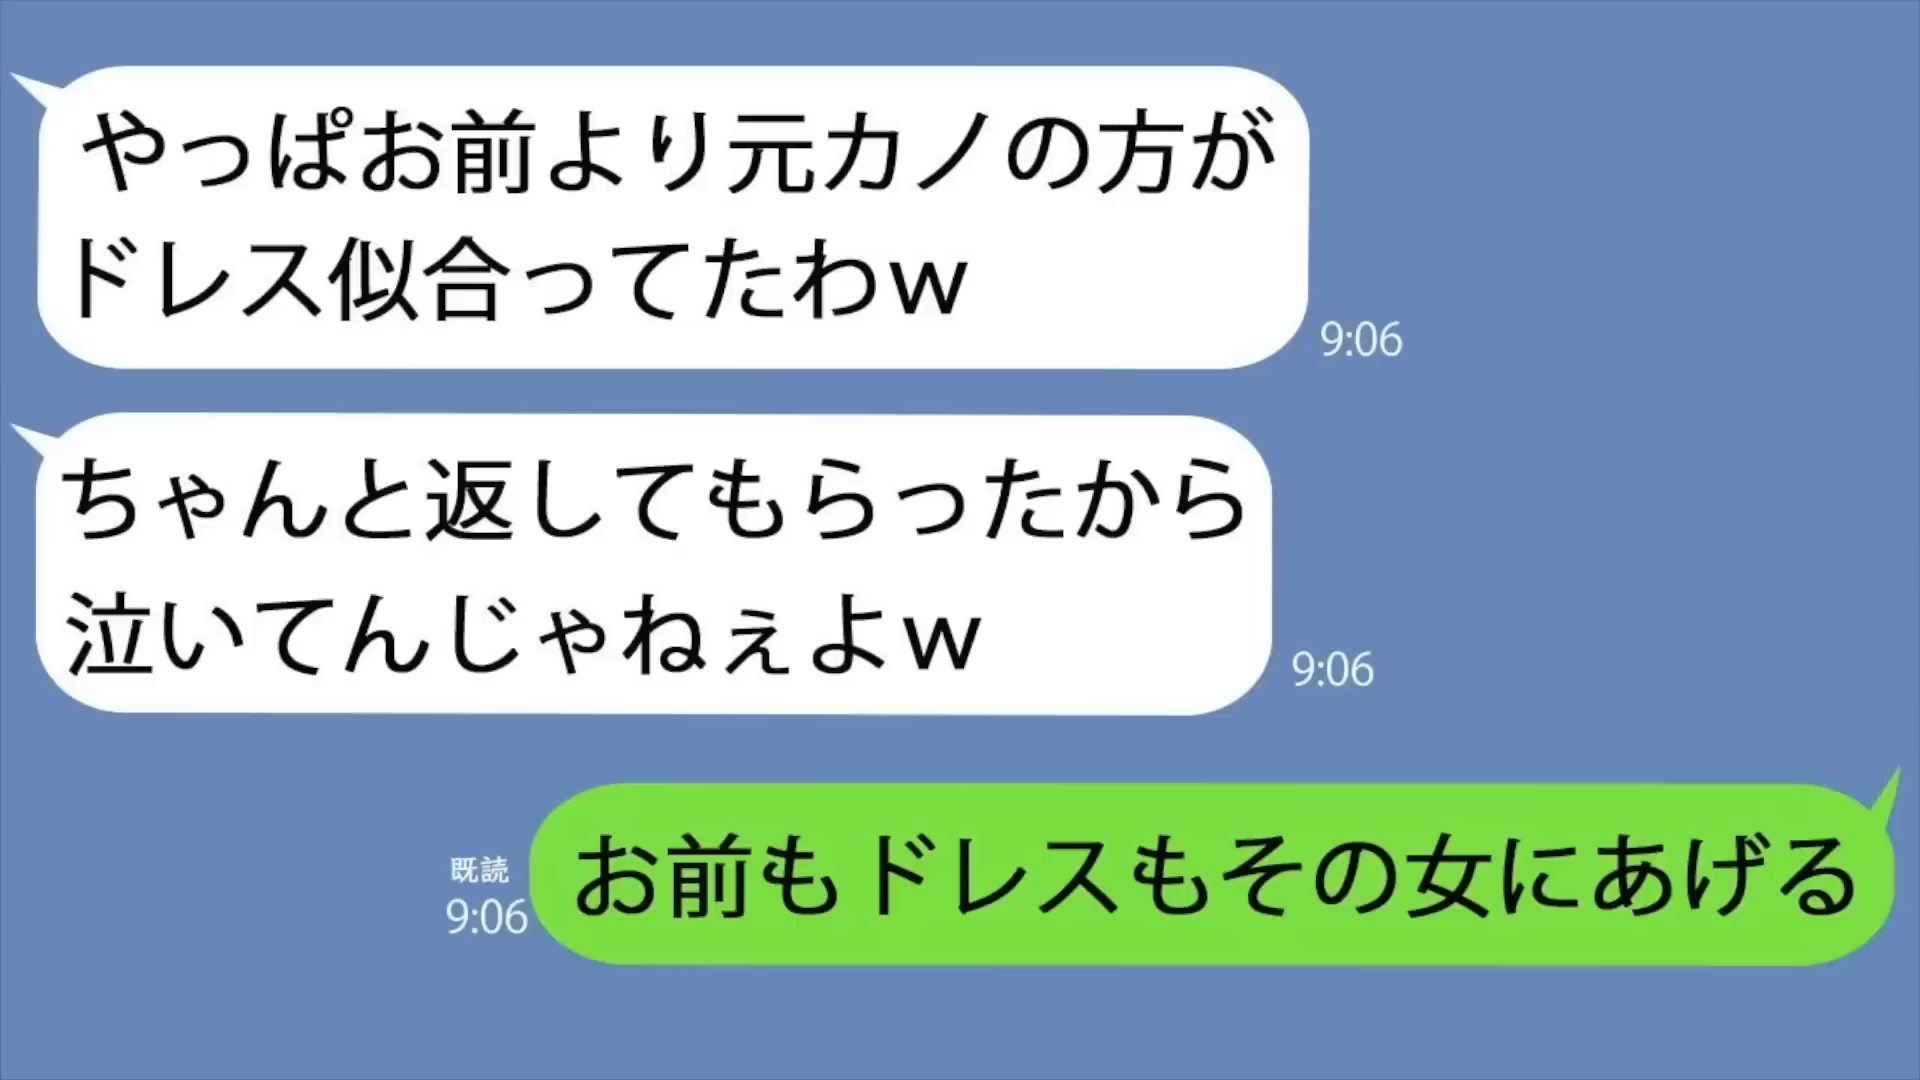 やっぱお前より元カノの方が
ドレス似合ってたわw
9:06
ちゃんと返してもらったから
泣いてんじゃねぇよw
9:06
お前もドレスもその女にあげる
既読
9:06